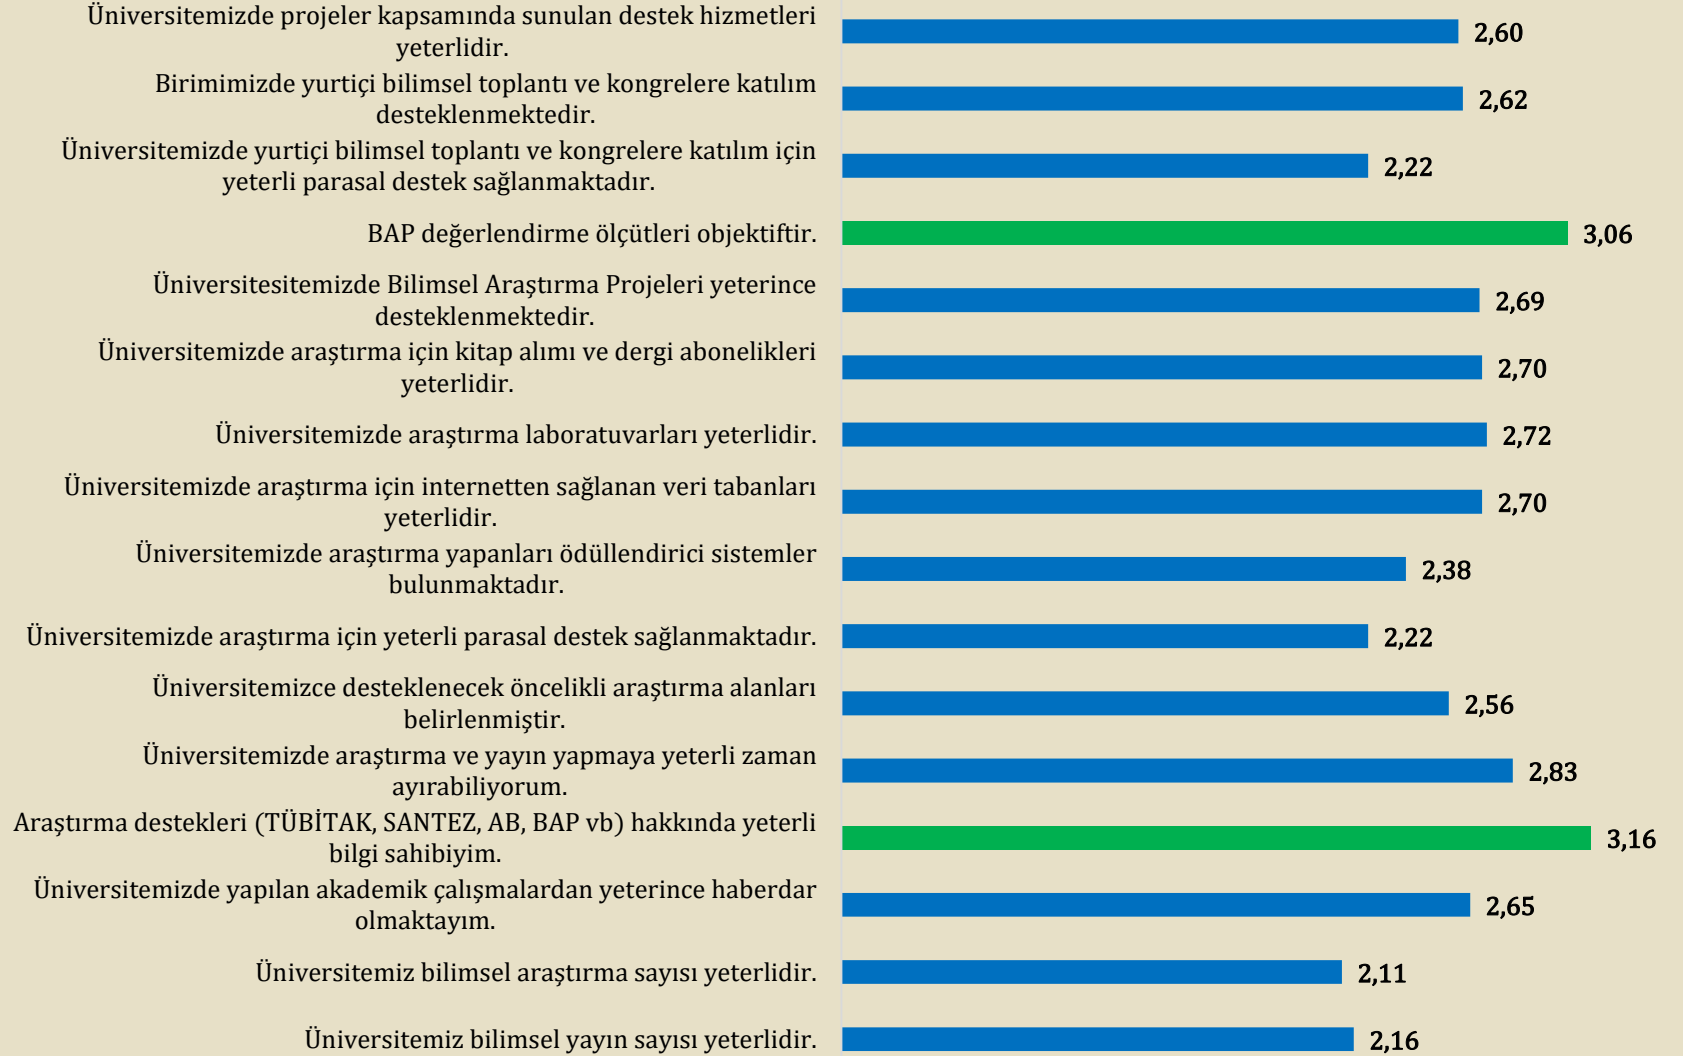 Üniversitemizde projeler kapsamında sunulan destek hizmetleri
yeterlidir.
2,60
Birimimizde yurtiçi bilimsel toplantı ve kongrelere katılım
desteklenmektedir.
2,62
Üniversitemizde yurtiçi bilimsel toplantı ve kongrelere katılım için
yeterli parasal destek sağlanmaktadır.
2,22
BAP değerlendirme ölçütleri objektiftir.
3,06
Üniversitesitemizde Bilimsel Araştırma Projeleri yeterince
desteklenmektedir.
2,69
Üniversitemizde araştırma için kitap alımı ve dergi abonelikleri
yeterlidir.
2,70
Üniversitemizde araştırma laboratuvarları yeterlidir.
2,72
Üniversitemizde araştırma için internetten sağlanan veri tabanları
yeterlidir.
2,70
Üniversitemizde araştırma yapanları ödüllendirici sistemler
bulunmaktadır.
2,38
Üniversitemizde araştırma için yeterli parasal destek sağlanmaktadır.
2,22
Üniversitemizce desteklenecek öncelikli araştırma alanları
belirlenmiştir.
2,56
Üniversitemizde araştırma ve yayın yapmaya yeterli zaman
ayırabiliyorum.
2,83
Araştırma destekleri (TÜBİTAK, SANTEZ, AB, BAP vb) hakkında yeterli
bilgi sahibiyim.
3,16
Üniversitemizde yapılan akademik çalışmalardan yeterince haberdar
olmaktayım.
2,65
Üniversitemiz bilimsel araştırma sayısı yeterlidir.
2,11
Üniversitemiz bilimsel yayın sayısı yeterlidir.
2,16